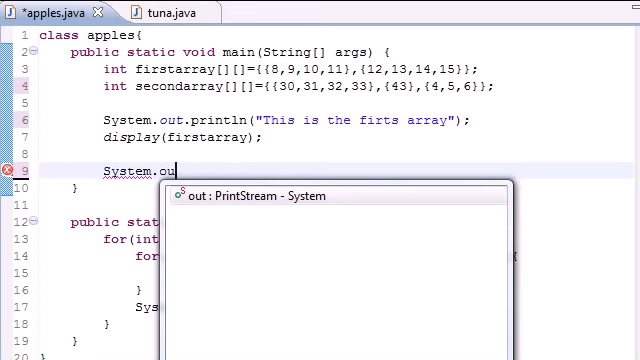 *apples.java tuna.java
1 class apples{
2 public static void main(String[] args) {
3 int firstarray[][]={{8,9,10,11},{12,13,14,15}};
4 int secondarray[][]={{30,31,32,33},{43},{4,5,6}};
5
6 System.out.println("This is the firts array");
7 display(firstarray);
8
9 System.ou
10 }
out : PrintStream - System
12 public stat
13 for(int
14 for {
15
16 }
17 Sys
18 }
19 }
20 }